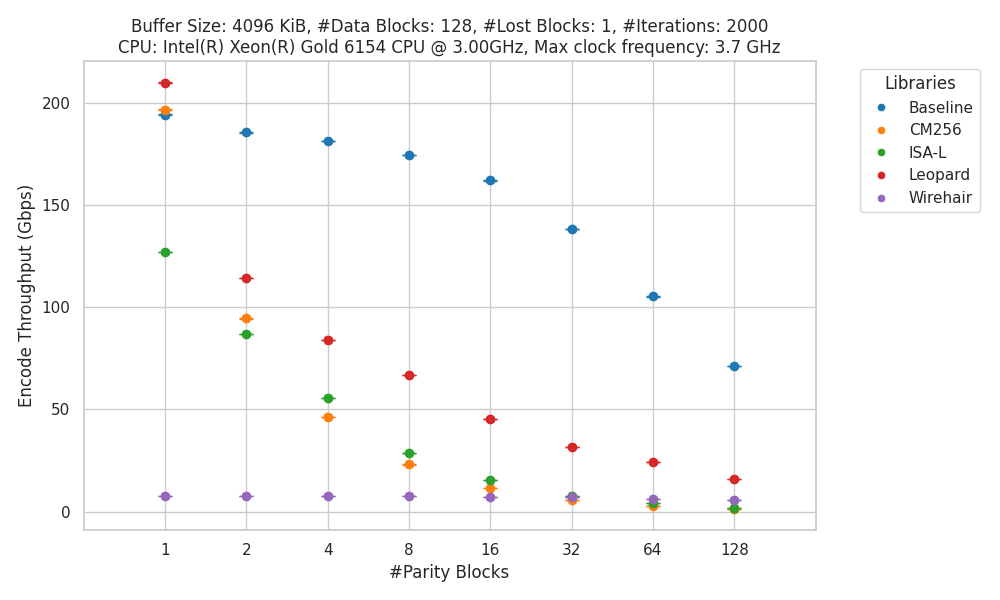 Buffer Size: 4096 KiB, #Data Blocks: 128, #Lost Blocks: 1, #Iterations: 2000
CPU: Intel(R) Xeon(R) Gold 6154 CPU @ 3.00GHz, Max clock frequency: 3.7 GHz
Libraries
Baseline
CM256
ISA-L
Leopard
Wirehair
Encode Throughput (Gbps)
200
150
100
50
0
1 2 4 8 16 32 64 128
#Parity Blocks